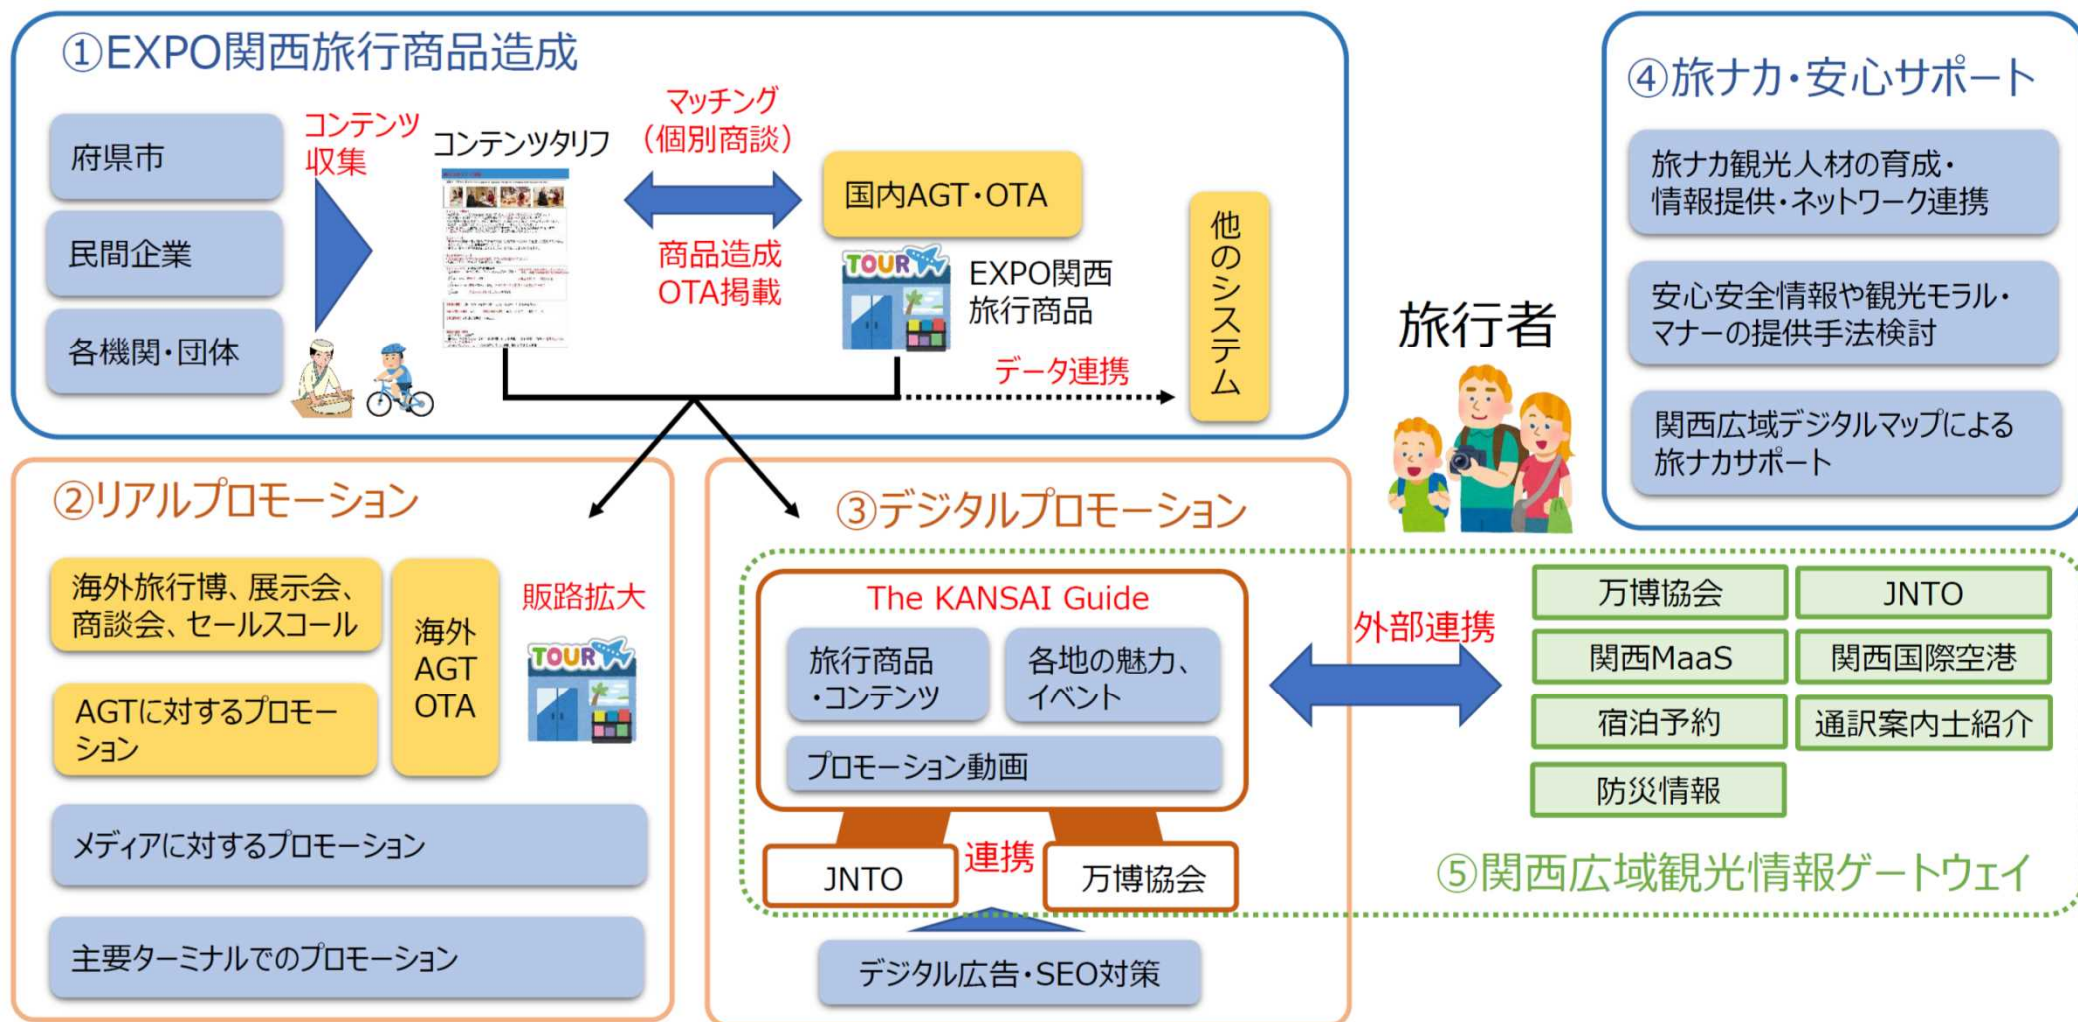 ①EXPO関西旅行商品造成
府県市
民間企業
各機関・団体
コンテンツ
収集
コンテンツタリフ
マッチング
（個別商談）
商品造成
OTA掲載
国内AGT・OTA
TOUR
EXPO関西
旅行商品
データ連携
他のシステム
旅行者
④旅ナカ・安心サポート
旅ナカ観光人材の育成・
情報提供・ネットワーク連携
安心安全情報や観光モラル・
マナーの提供手法検討
関西広域デジタルマップによる
旅ナカサポート
②リアルプロモーション
海外旅行博、展示会、
商談会、セールスコール
AGTに対するプロモー
ション
海外
AGT
OTA
販路拡大
TOUR
メディアに対するプロモーション
主要ターミナルでのプロモーション
③デジタルプロモーション
The KANSAI Guide
旅行商品
・コンテンツ
各地の魅力、
イベント
プロモーション動画
JNTO
連携
万博協会
デジタル広告・SEO対策
外部連携
万博協会
JNTO
関西MaaS
関西国際空港
宿泊予約
通訳案内士紹介
防災情報
⑤関西広域観光情報ゲートウェイ